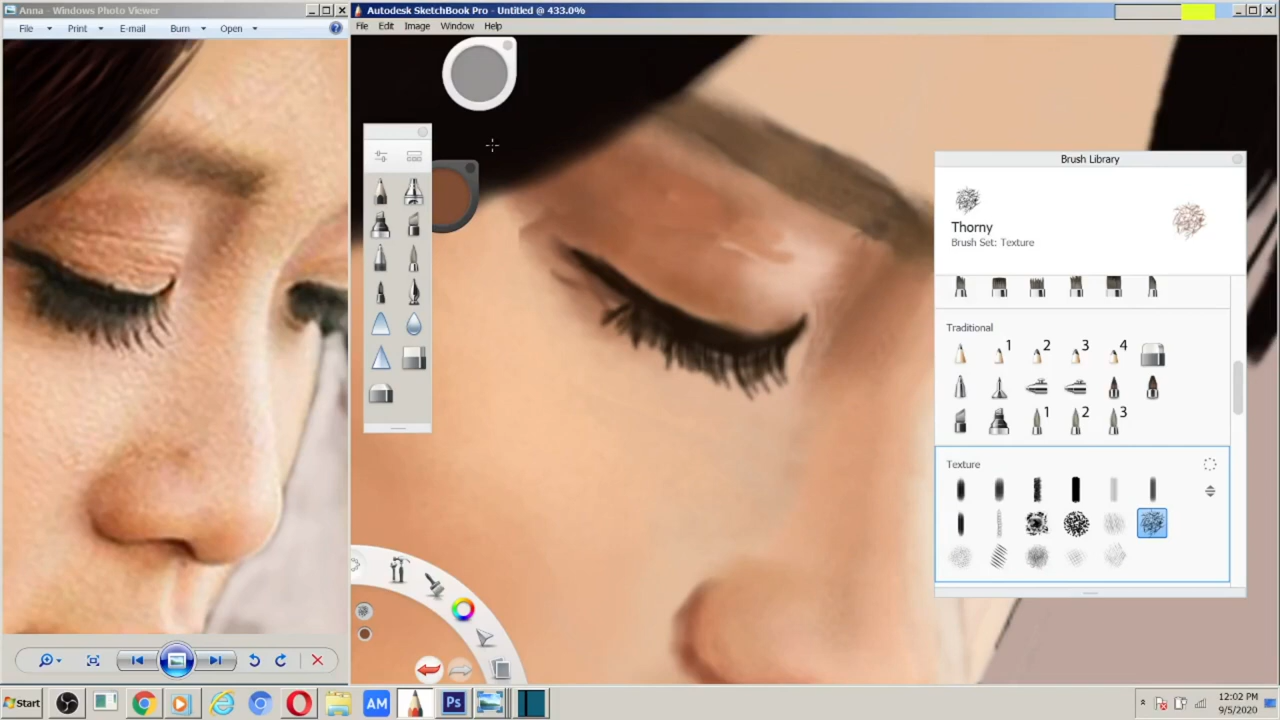 Anna - Windows Photo Viewer
File Print E-mail Burn Open
Autodesk SketchBook Pro - Untitled @ 433.0%
File Edit Image Window Help
Brush Library
Thorny
Brush Set: Texture
Traditional
1 2 3 4
1 2 3
Texture
Start
AM
Ps
12:02 PM
9/5/2020